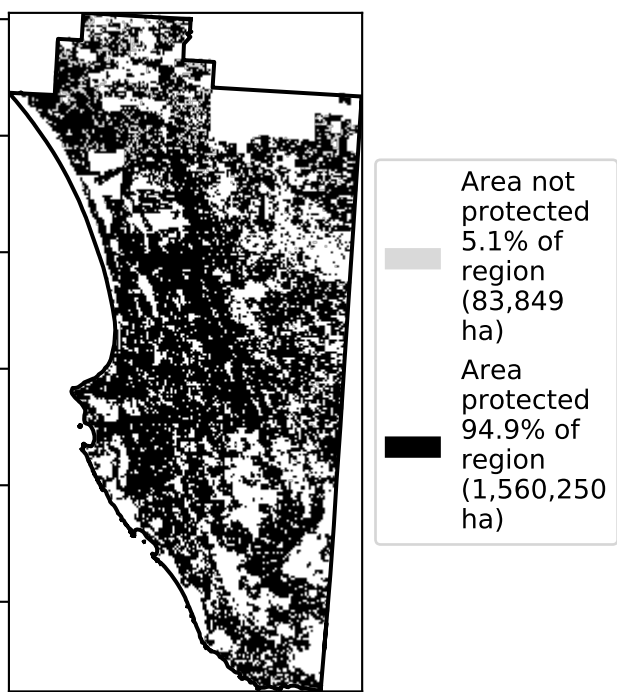 Area not
protected
5.1% of
region
(83,849
ha)
Area
protected
94.9% of
region
(1,560,250
ha)